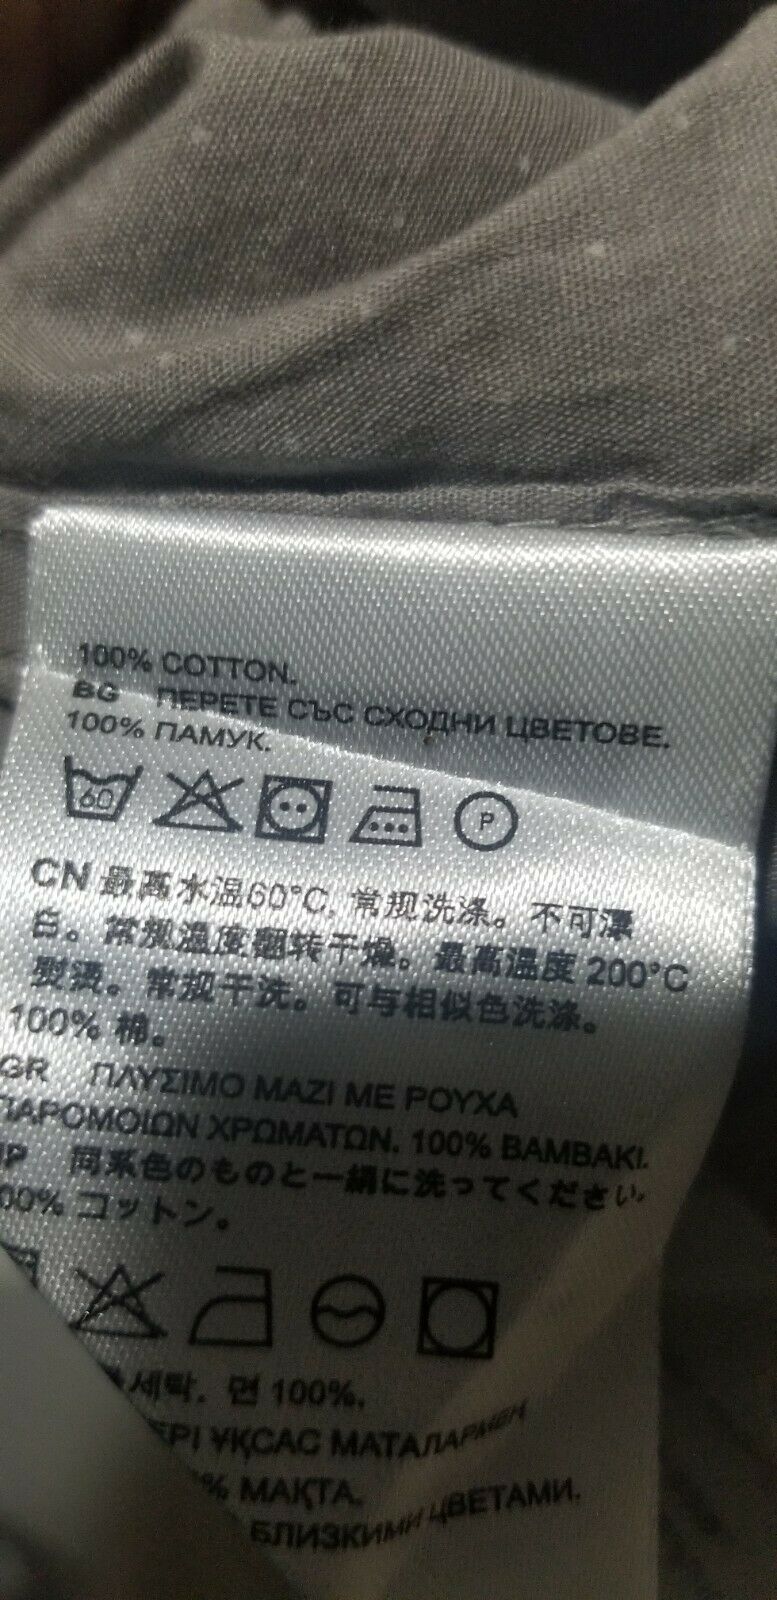 100% COTTON.
BG ПЕРЕТЕ СЪС СХОДНИ ЦВЕТОВЕ.
100% ПАМУК.
60 P
CN 最高水温60°C, 常规洗涤。不可漂
白。常规温度翻转干燥。最高温度 200°C
熨烫。常规干洗。可与相似色洗涤。
100% 棉。
GR ΠΛΥΣΙΜΟ ΜΑΖΙ ΜΕ ΡΟΥΧΑ
ΠΑΡΟΜΟΙΩΝ ΧΡΩΜΑΤΩΝ. 100% ΒΑΜΒΑΚΙ.
JP 同系色のものと一緒に洗ってください。
100% コットン。
세탁. 면 100%.
ҰҚСАС МАТАЛАРМЕН
% МАҚТА.
БЛИЗКИМИ ЦВЕТАМИ.